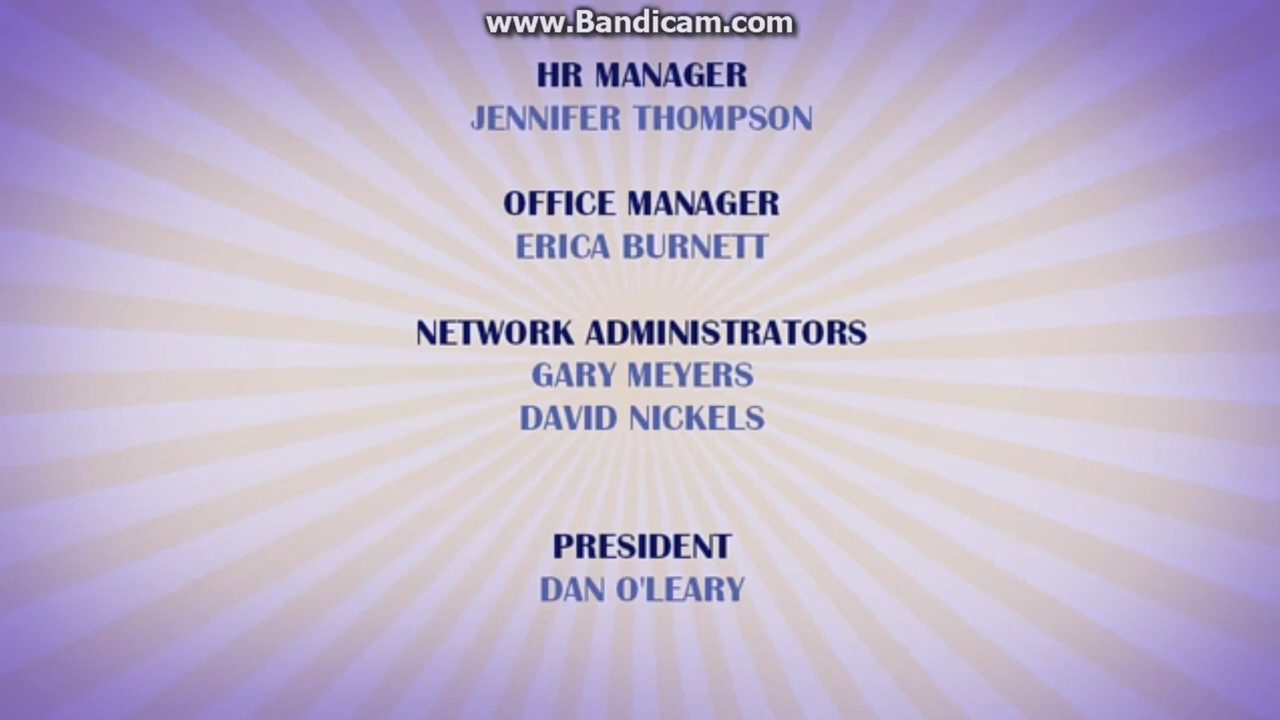 www.Bandicam.com
HR MANAGER
JENNIFER THOMPSON
OFFICE MANAGER
ERICA BURNETT
NETWORK ADMINISTRATORS
GARY MEYERS
DAVID NICKELS
PRESIDENT
DAN O'LEARY